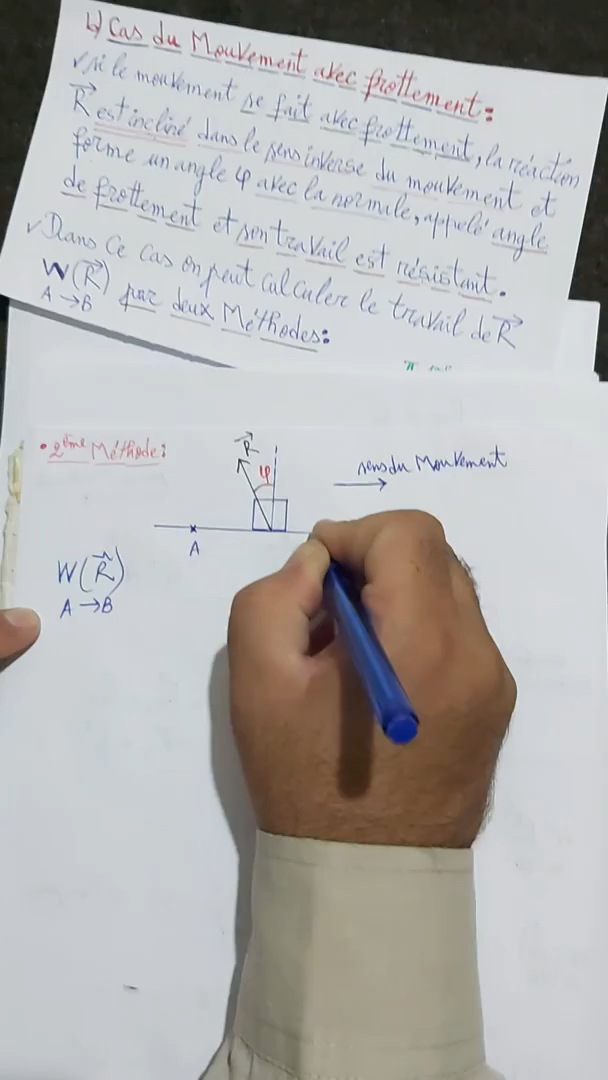 b) Cas du Mouvement avec frottement:
✓ si le mouvement se fait avec frottement, la réaction
R⃗ est incliné dans le sens inverse du mouvement et
forme un angle φ avec la normale, appelé angle
de frottement et son travail est résistant.
✓ Dans ce cas on peut calculer le travail de R⃗
W(R⃗) par deux Méthodes:
A→B
• 2ème Méthode:
R⃗
φ
sens du Mouvement
A
W(R⃗)
A→B